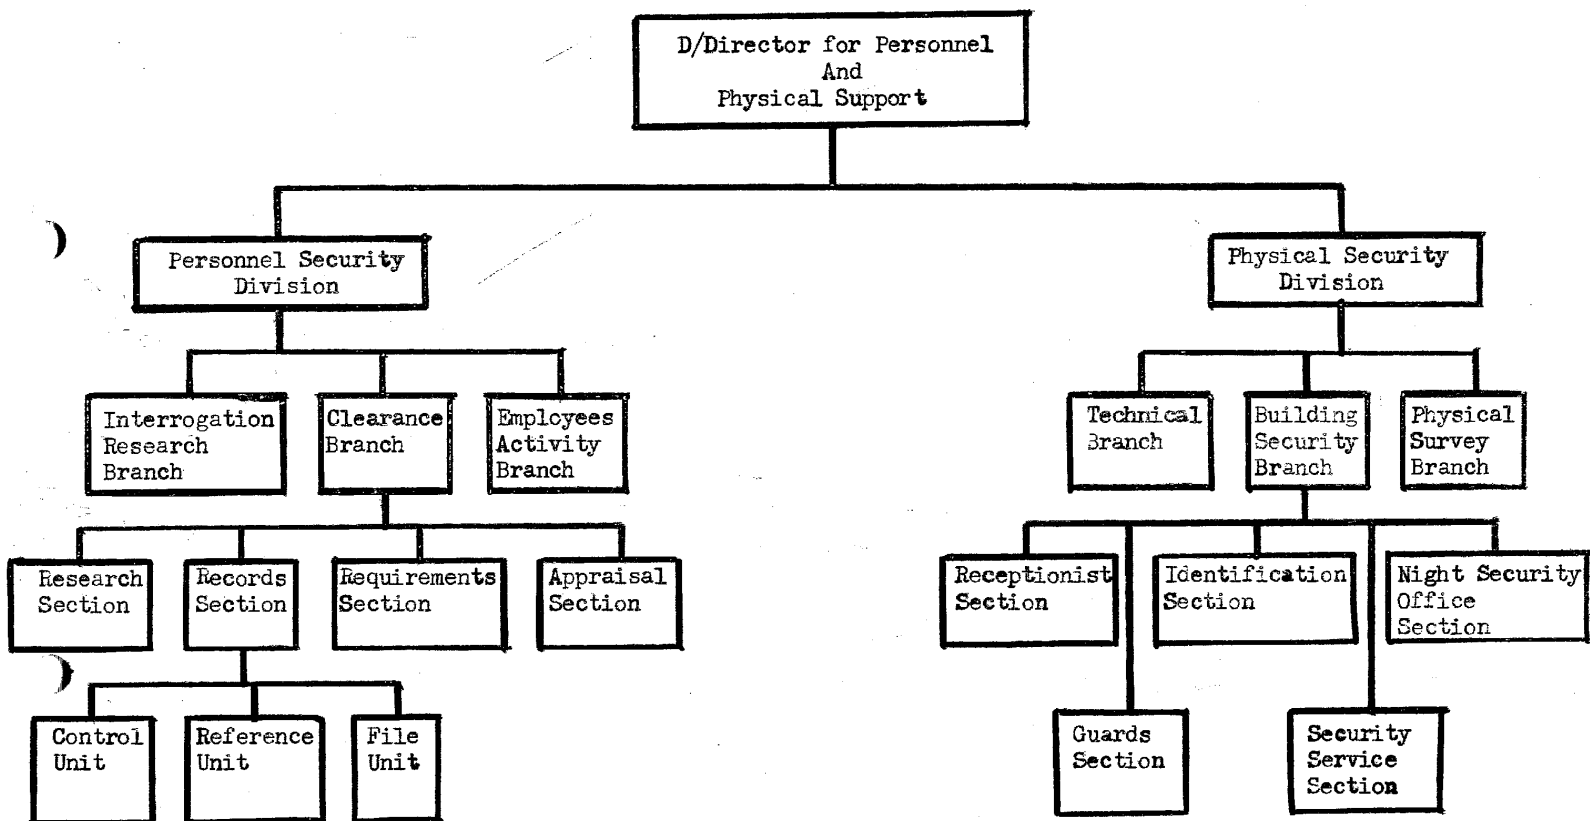 D/Director for Personnel
And
Physical Support
Personnel Security
Division
Physical Security
Division
Interrogation
Research
Branch
Clearance
Branch
Employees
Activity
Branch
Technical
Branch
Building
Security
Branch
Physical
Survey
Branch
Research
Section
Records
Section
Requirements
Section
Appraisal
Section
Receptionist
Section
Identification
Section
Night Security
Office
Section
Control
Unit
Reference
Unit
File
Unit
Guards
Section
Security
Service
Section